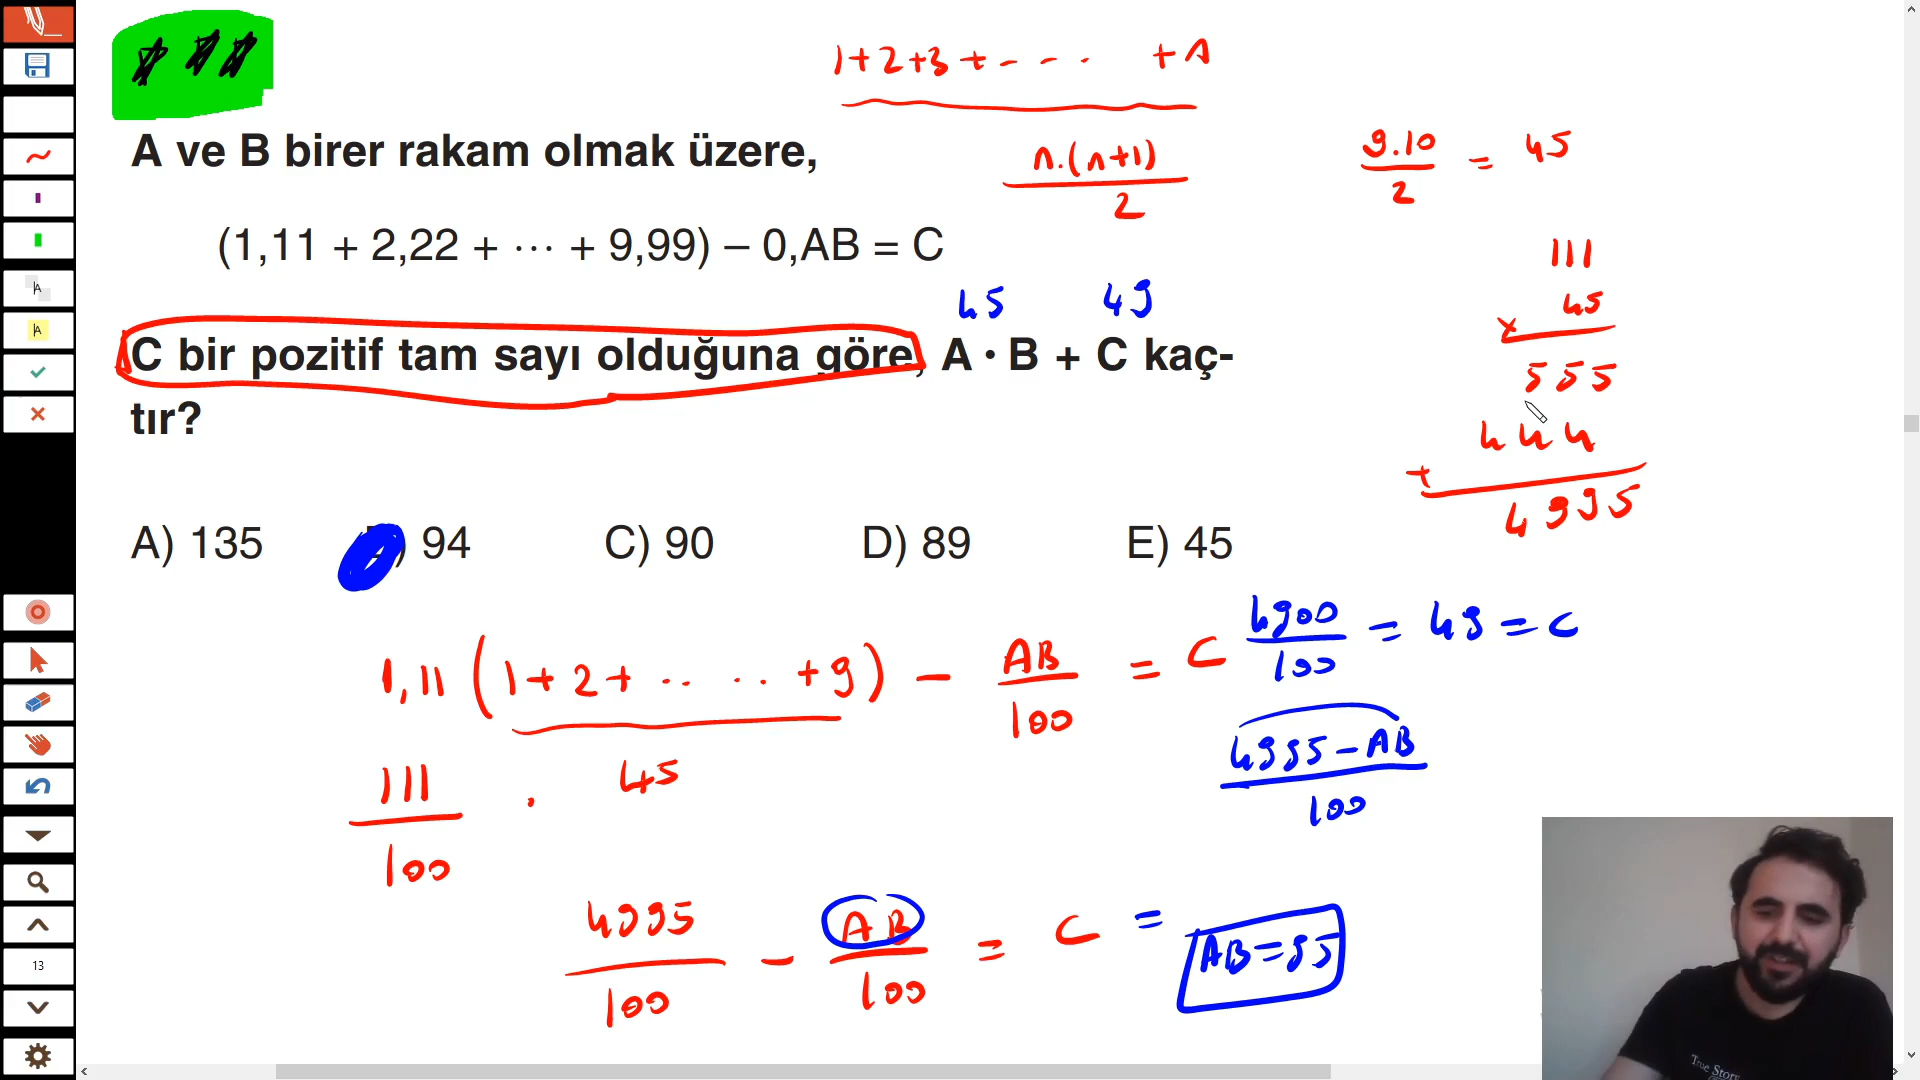 1+2+3+ - - - · +n
n.(n+1)
2
9.10
2
= 45
A ve B birer rakam olmak üzere,
(1,11 + 2,22 + ··· + 9,99) – 0,AB = C
45 49
C bir pozitif tam sayı olduğuna göre, A • B + C kaç-
tır?
111
45
x
555
444
+
4995
A) 135 B) 94 C) 90 D) 89 E) 45
1,11 (1+2+ .. .. +9) - AB = C
100
4900 = 49 = C
100
111 . 45
100
4995-AB
100
4995 - AB = C =
100 100
AB=95
13
True Story